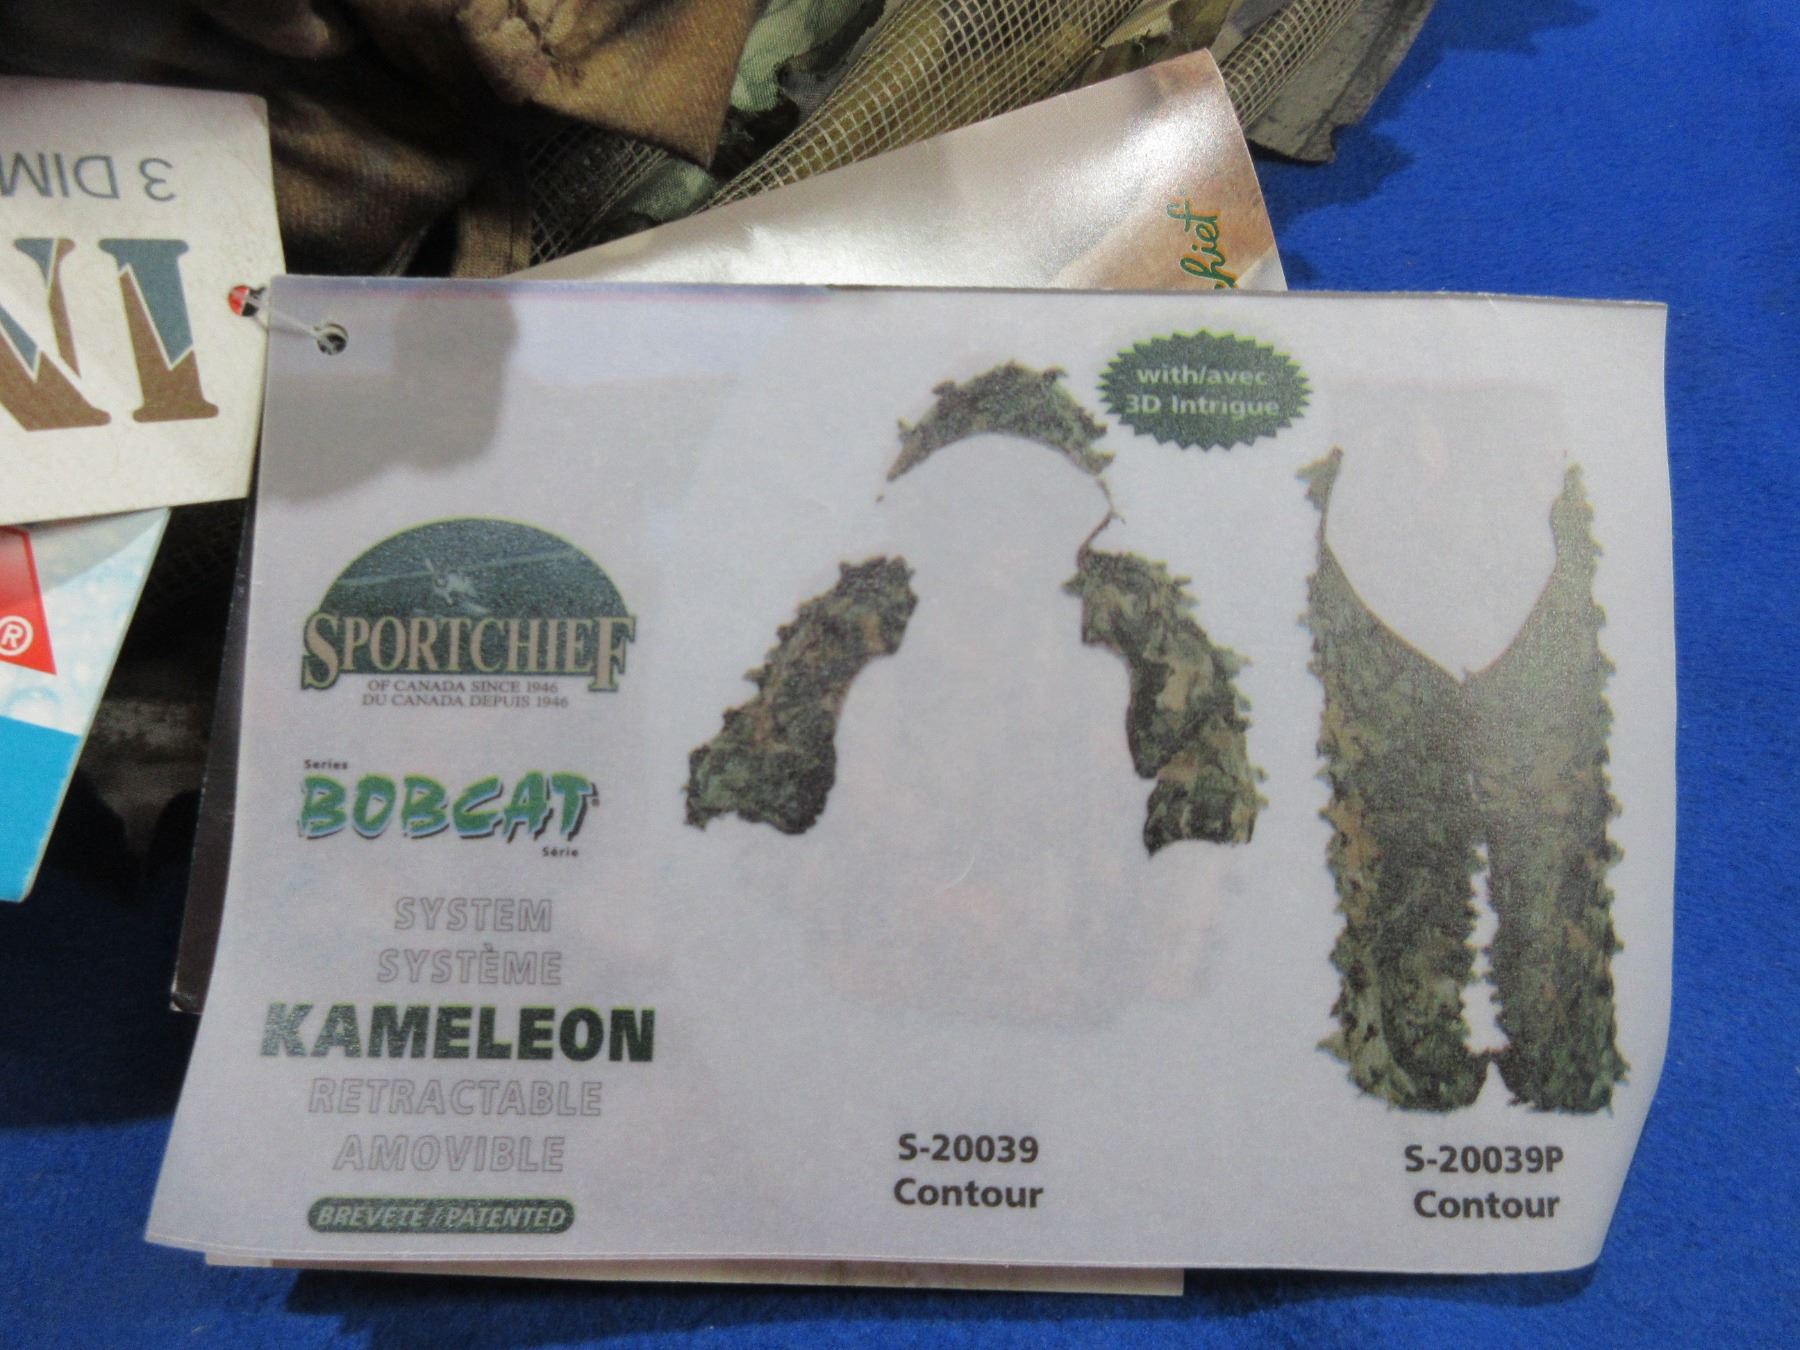 3 DIM
®
chief
with/avec
3D Intrigue
SPORTCHIEF
OF CANADA SINCE 1946
DU CANADA DEPUIS 1946
Series
BOBCAT®
Série
SYSTEM
SYSTÈME
KAMELEON
RETRACTABLE
AMOVIBLE
BREVETÉ / PATENTED
S-20039
Contour
S-20039P
Contour